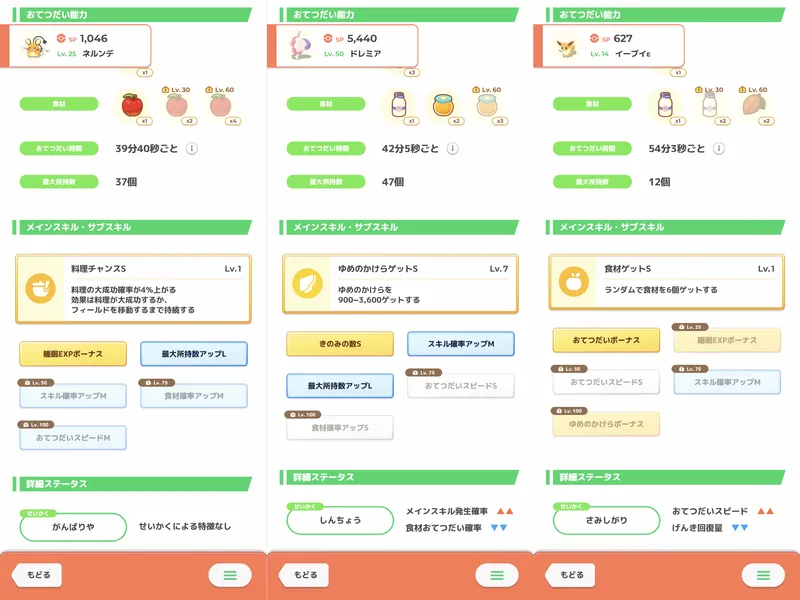 おてつだい能力
SP 1,046
Lv.25 ネルンデ
x1
食材
Lv.30
Lv.60
x1
x2
x4
おてつだい時間
39分40秒ごと
最大所持数
37個
メインスキル・サブスキル
料理チャンスS
Lv.1
料理の大成功確率が4%上がる
効果は料理が大成功するか、
フィールドを移動するまで持続する
睡眠EXPボーナス
最大所持数アップL
Lv.50
スキル確率アップM
Lv.75
食材確率アップM
Lv.100
おてつだいスピードM
詳細ステータス
せいかく
がんばりや
せいかくによる特徴なし
もどる
おてつだい能力
SP 5,440
Lv.50 ドレミア
x3
食材
Lv.60
x1
x2
x3
おてつだい時間
42分5秒ごと
最大所持数
47個
メインスキル・サブスキル
ゆめのかけらゲットS
Lv.7
ゆめのかけらを
900~3,600ゲットする
きのみの数S
スキル確率アップM
最大所持数アップL
Lv.75
おてつだいスピードS
Lv.100
食材確率アップS
詳細ステータス
せいかく
しんちょう
メインスキル発生確率
食材おてつだい確率
もどる
おてつだい能力
SP 627
Lv.14 イーブイε
x1
食材
Lv.30
Lv.60
x1
x2
x2
おてつだい時間
54分3秒ごと
最大所持数
12個
メインスキル・サブスキル
食材ゲットS
Lv.1
ランダムで食材を6個ゲットする
おてつだいボーナス
Lv.25
睡眠EXPボーナス
Lv.50
おてつだいスピードS
Lv.75
スキル確率アップM
Lv.100
ゆめのかけらボーナス
詳細ステータス
せいかく
さみしがり
おてつだいスピード
げんき回復量
もどる